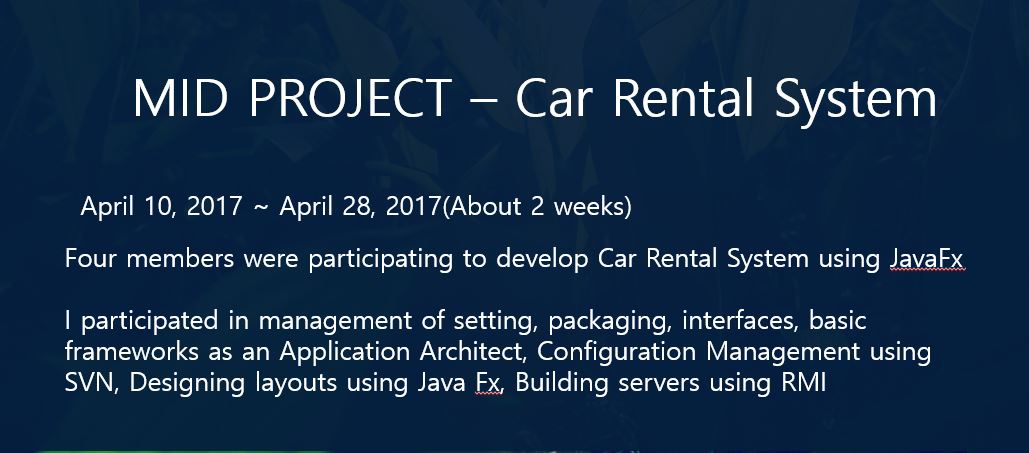 MID PROJECT – Car Rental System
April 10, 2017 ~ April 28, 2017(About 2 weeks)
Four members were participating to develop Car Rental System using JavaFx
I participated in management of setting, packaging, interfaces, basic
frameworks as an Application Architect, Configuration Management using
SVN, Designing layouts using Java Fx, Building servers using RMI